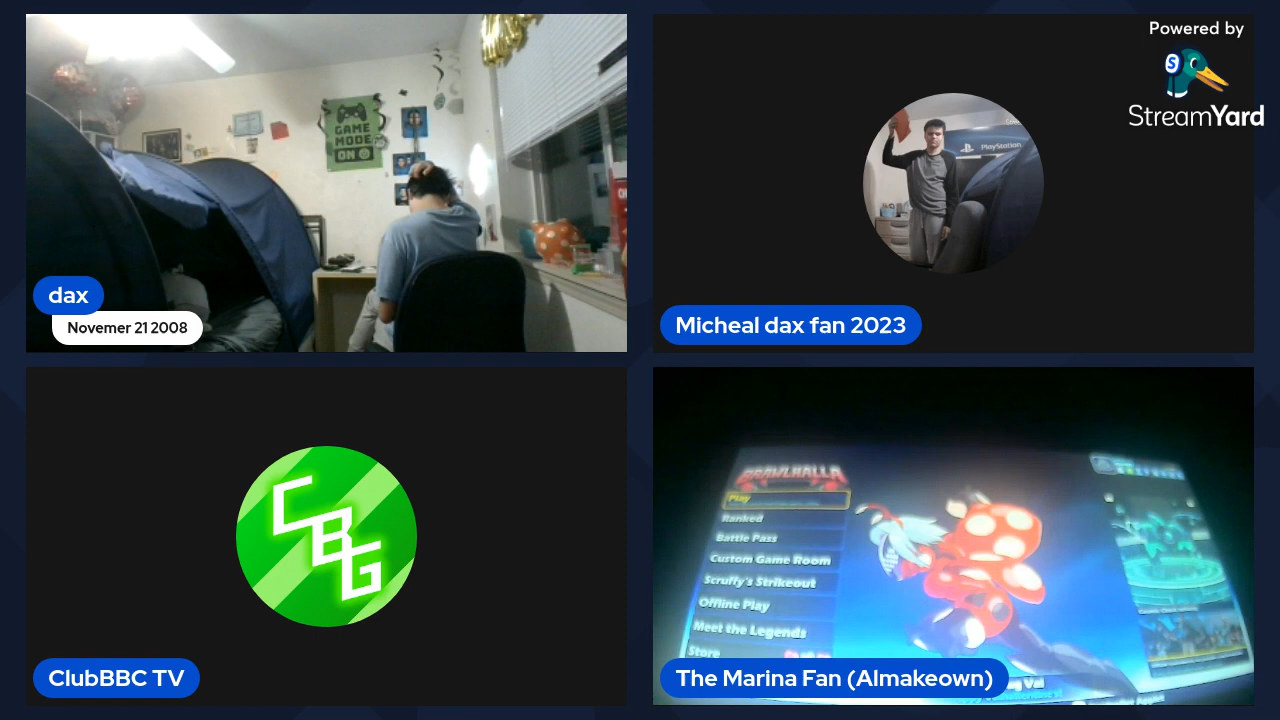 Powered by
StreamYard
GAME
MODE
ON
dax
Novemer 21 2008
PlayStation
Micheal dax fan 2023
CBG
ClubBBC TV
BRAWLHALLA
Play
Ranked
Battle Pass
Custom Game Room
Scruffy's Strikeout
Offline Play
Meet the Legends
Store
The Marina Fan (Almakeown)